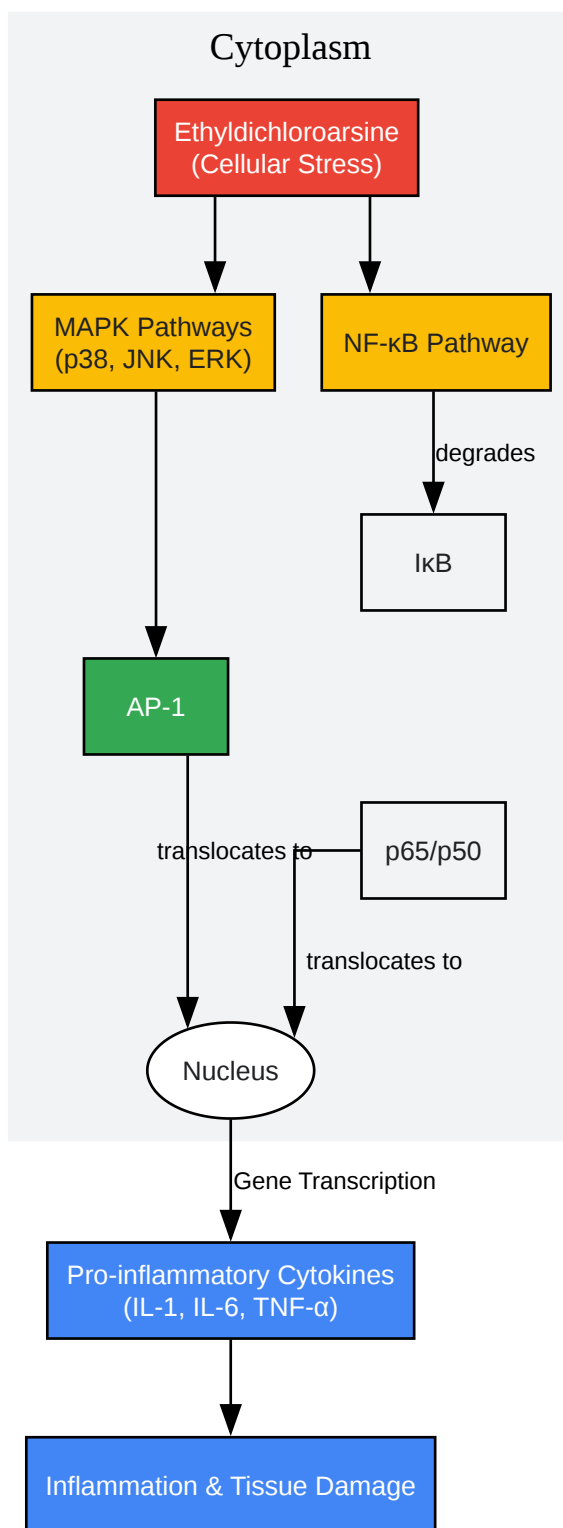 Cytoplasm
Ethyldichloroarsine
(Cellular Stress)
MAPK Pathways
(p38, JNK, ERK)
NF-κB Pathway
degrades
IκB
AP-1
translocates to
p65/p50
translocates to
Nucleus
Gene Transcription
Pro-inflammatory Cytokines
(IL-1, IL-6, TNF-α)
Inflammation & Tissue Damage